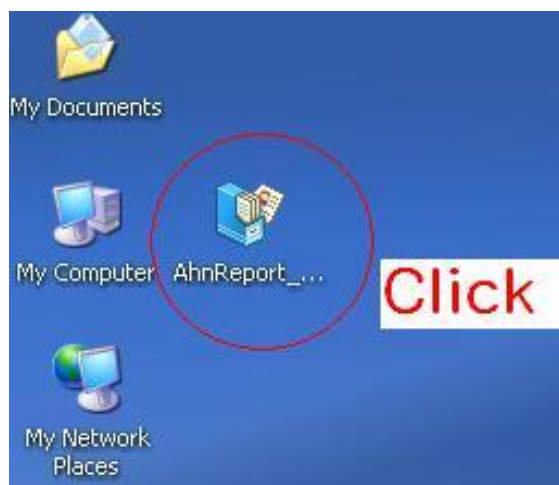 My Documents
My Computer
AhnReport_...
Click
My Network
Places